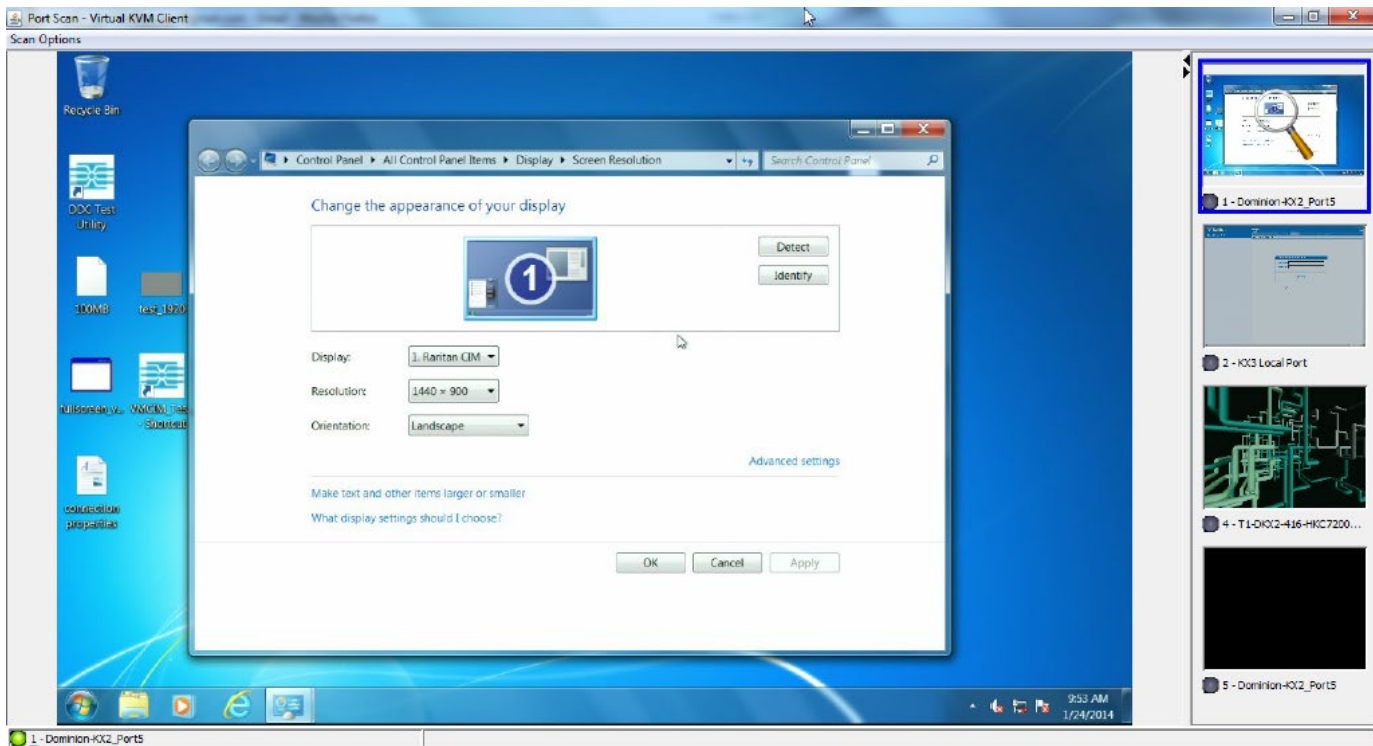 Port Scan - Virtual KVM Client
Scan Options
Recycle Bin
DDC Test
Utility
100MB
test_1920
fullscreen_v...
- Shortcut
connection
properties
Control Panel
All Control Panel Items
Display
Screen Resolution
Search Control Panel
Change the appearance of your display
1
Detect
Identify
Display:
1. Raritan CIM
Resolution:
1440 × 900
Orientation:
Landscape
Advanced settings
Make text and other items larger or smaller
What display settings should I choose?
OK
Cancel
Apply
9:53 AM
1/24/2014
1 - Dominion-KX2_Port5
2 - KX3 Local Port
4 - T1-DKX2-416-HKC7200...
5 - Dominion-KX2_Port5
1 - Dominion-KX2_Port5